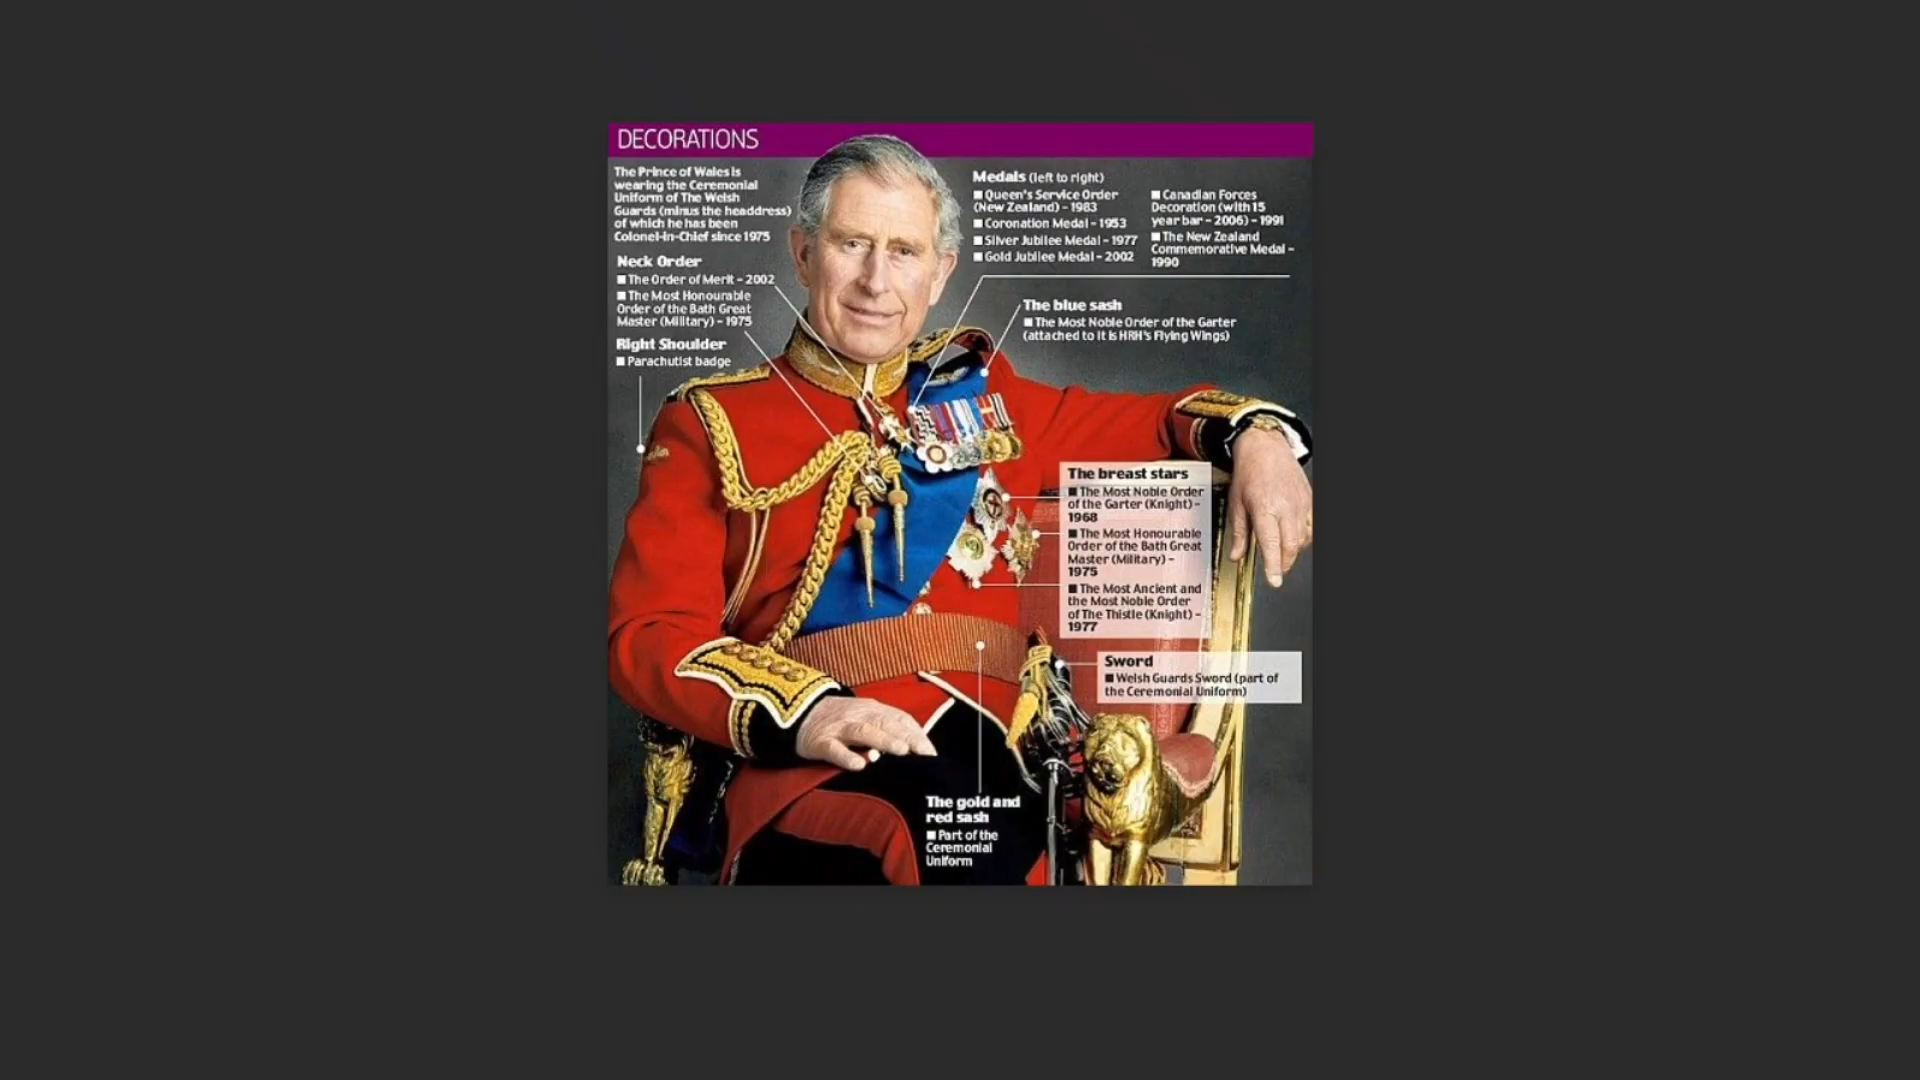 DECORATIONS
The Prince of Wales is
wearing the Ceremonial
Uniform of The Welsh
Guards (minus the headdress)
of which he has been
Colonel-in-Chief since 1975
Neck Order
■ The Order of Merit – 2002
■ The Most Honourable
Order of the Bath Great
Master (Military) – 1975
Right Shoulder
■ Parachutist badge
Medals (left to right)
■ Queen's Service Order
(New Zealand) – 1983
■ Coronation Medal – 1953
■ Silver Jubilee Medal – 1977
■ Gold Jubilee Medal – 2002
■ Canadian Forces
Decoration (with 15
year bar – 2006) – 1991
■ The New Zealand
Commemorative Medal –
1990
The blue sash
■ The Most Noble Order of the Garter
(attached to it is HRH's Flying Wings)
The breast stars
■ The Most Noble Order
of the Garter (Knight) –
1968
■ The Most Honourable
Order of the Bath Great
Master (Military) –
1975
■ The Most Ancient and
the Most Noble Order
of The Thistle (Knight) –
1977
Sword
■ Welsh Guards Sword (part of
the Ceremonial Uniform)
The gold and
red sash
■ Part of the
Ceremonial
Uniform